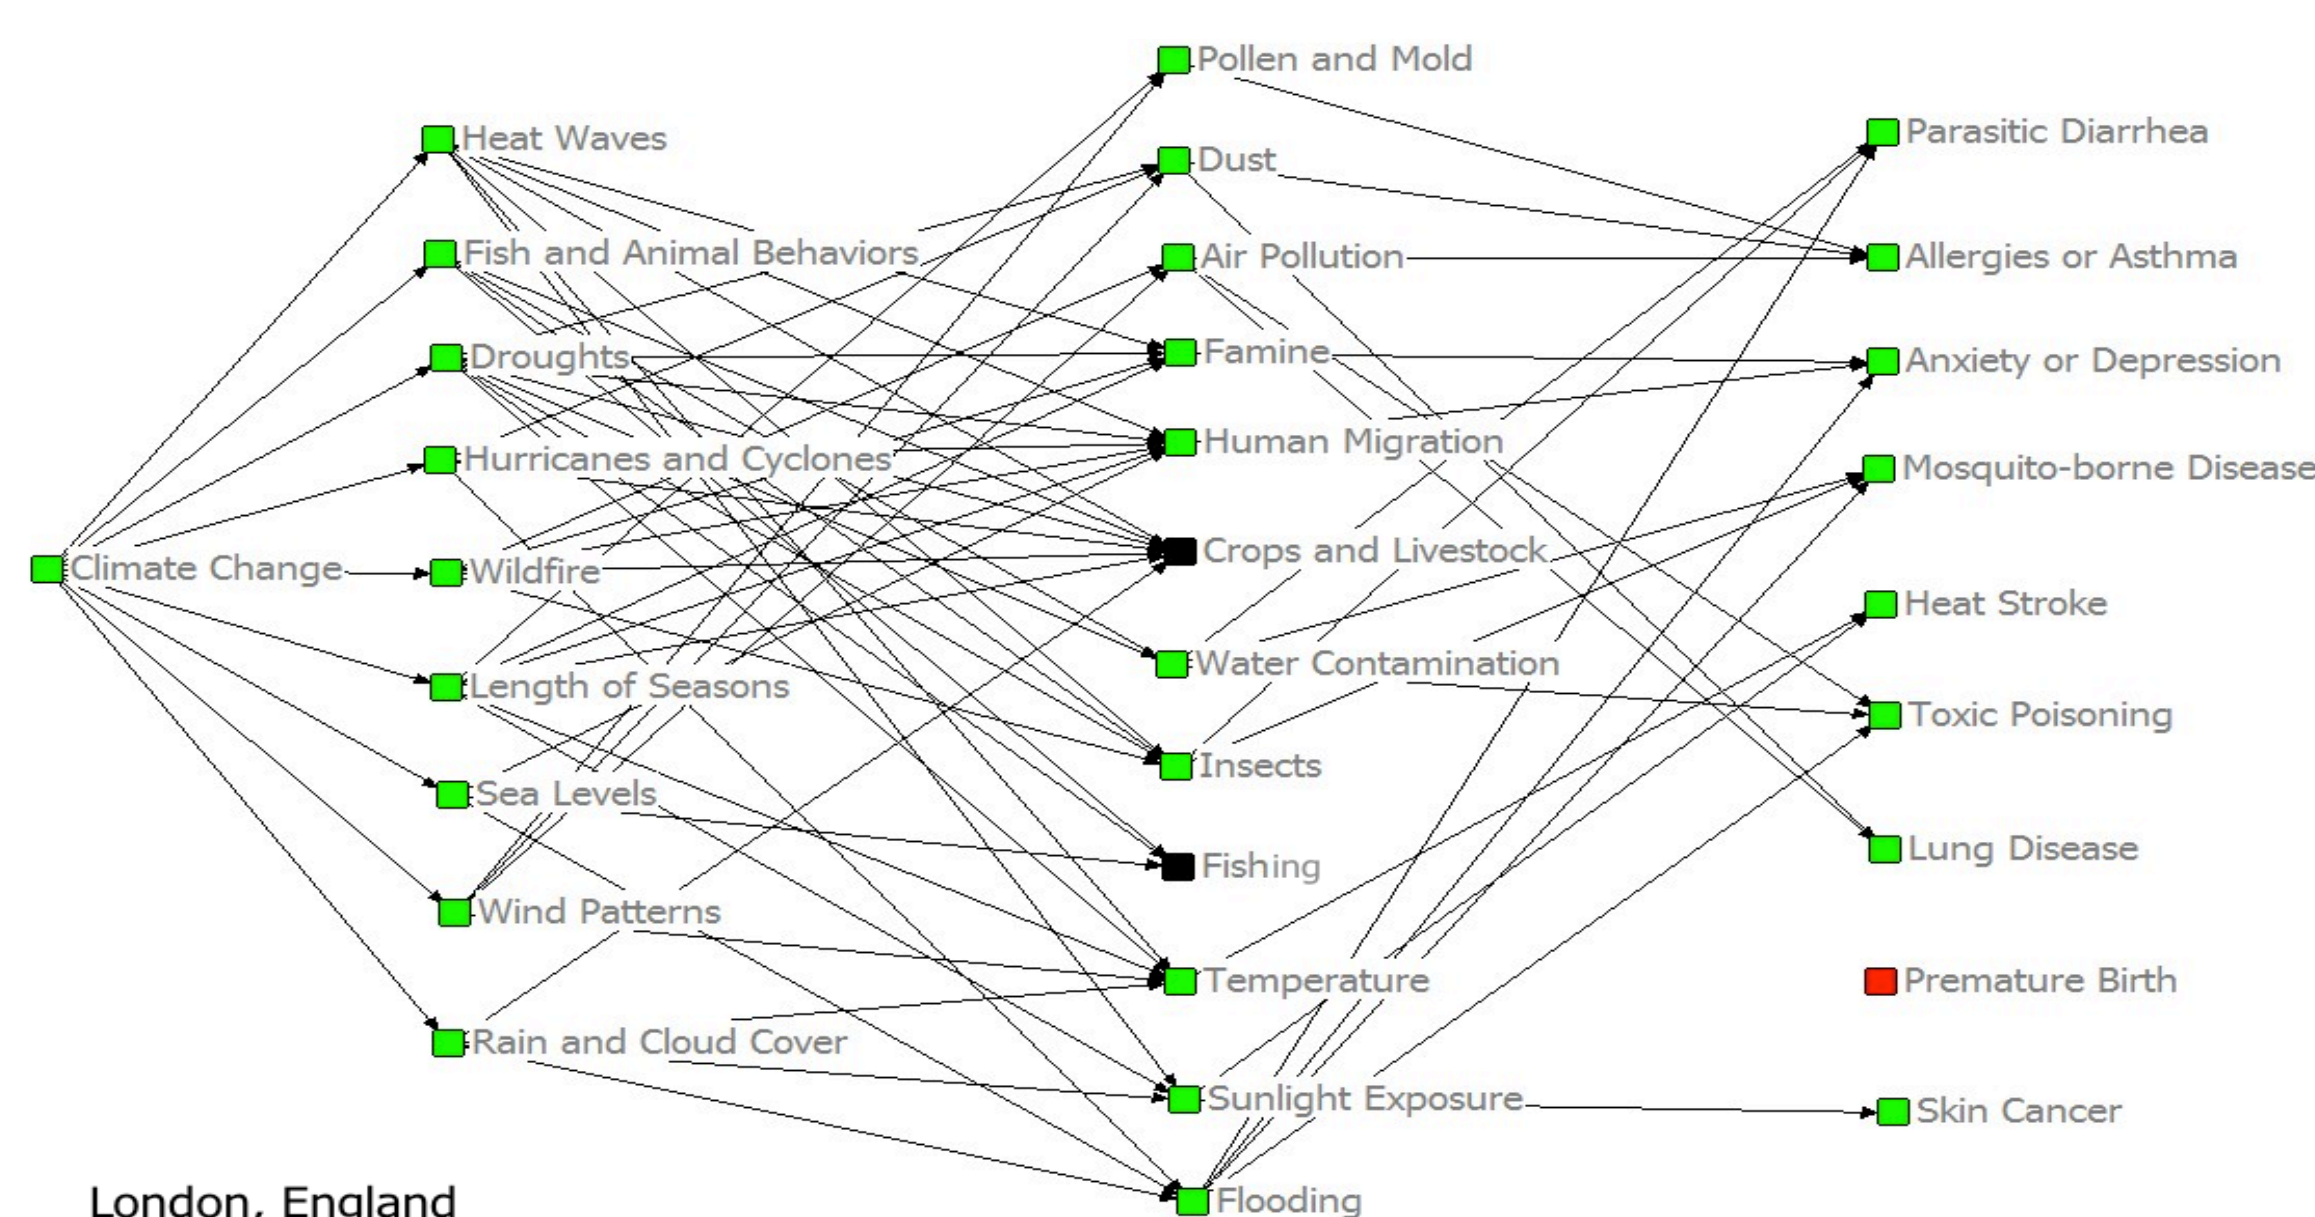 Climate Change
Heat Waves
Fish and Animal Behaviors
Droughts
Hurricanes and Cyclones
Wildfire
Length of Seasons
Sea Levels
Wind Patterns
Rain and Cloud Cover
Pollen and Mold
Dust
Air Pollution
Famine
Human Migration
Crops and Livestock
Water Contamination
Insects
Fishing
Temperature
Sunlight Exposure
Flooding
Parasitic Diarrhea
Allergies or Asthma
Anxiety or Depression
Mosquito-borne Disease
Heat Stroke
Toxic Poisoning
Lung Disease
Premature Birth
Skin Cancer
London, England